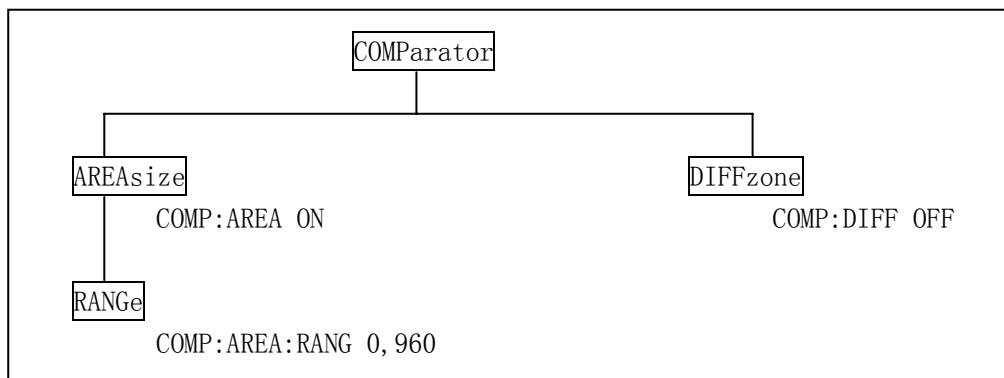 COMParator
AREAsize
DIFFzone
COMP:AREA ON
COMP:DIFF OFF
RANGe
COMP:AREA:RANG 0,960